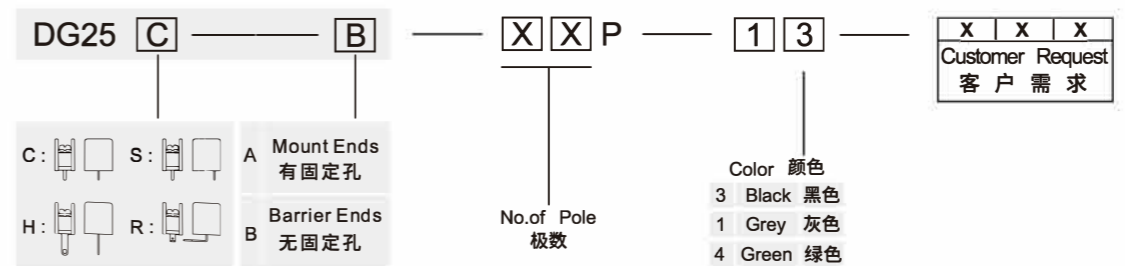 DG25 C B X X P 1 3 X X X
Customer Request
客户需求
C: S:
H: R:
A Mount Ends
有固定孔
B Barrier Ends
无固定孔
No.of Pole
极数
Color 颜色
3 Black 黑色
1 Grey 灰色
4 Green 绿色